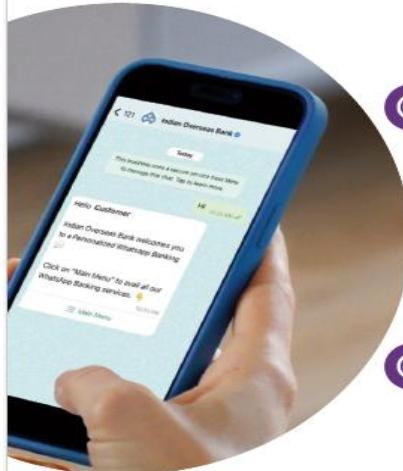 121 Indian Overseas Bank
Today
This business uses a secure service from Meta
to manage this chat. Tap to learn more.
Hi
Hello Customer
Indian Overseas Bank welcomes you
to a Personalized WhatsApp Banking
Click on "Main Menu" to avail all our
WhatsApp Banking services.
Main Menu